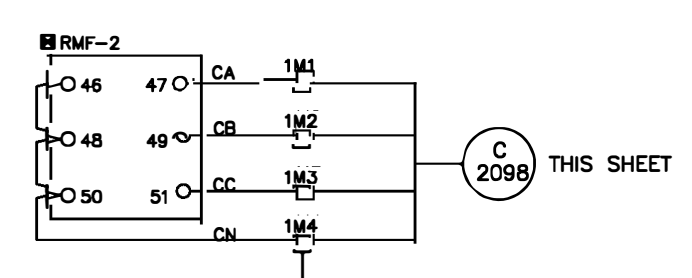 H RMF-2
46 47 CA 1M1
48 49 CB 1M2
50 51 CC 1M3
CN 1M4
C
2098 THIS SHEET